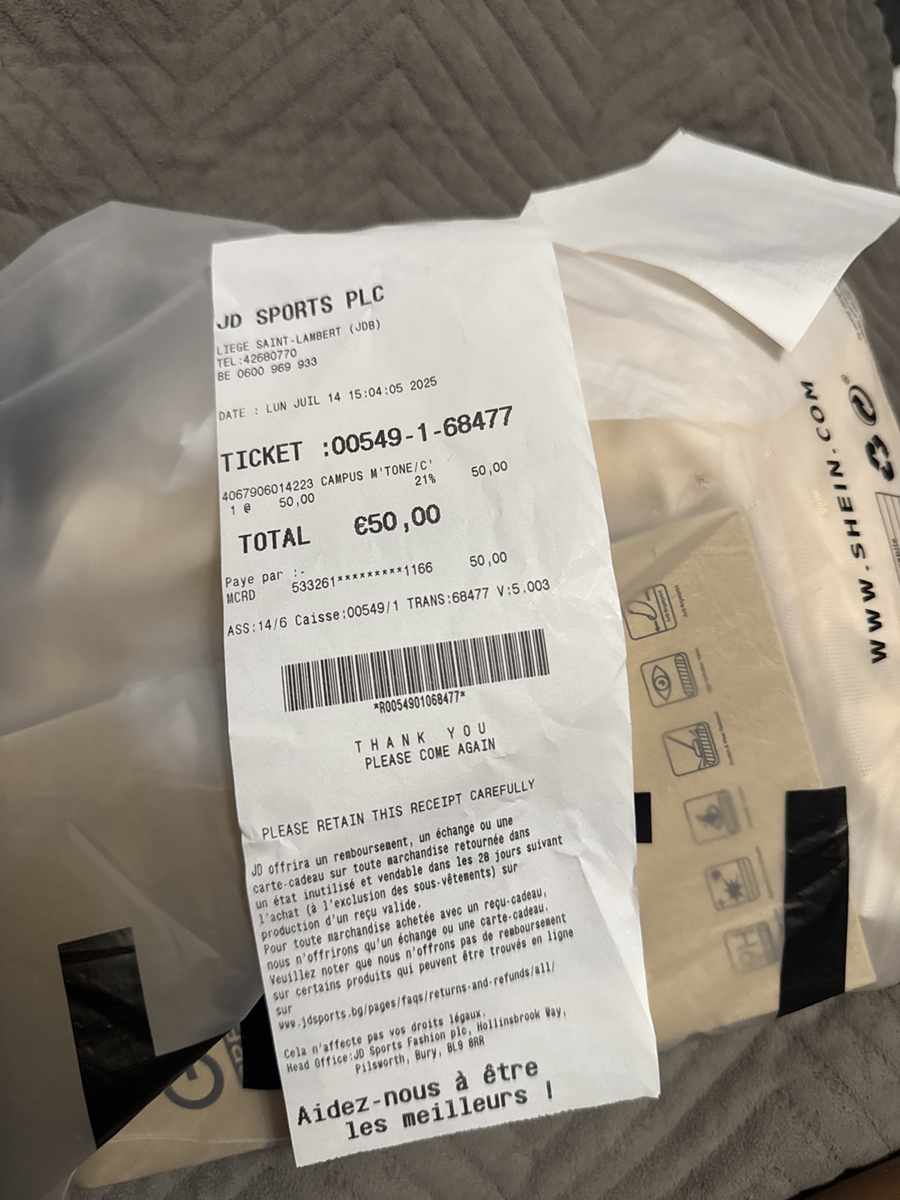 JD SPORTS PLC
LIEGE SAINT-LAMBERT (JDB)
TEL:42680770
BE 0600 969 933
DATE : LUN JUIL 14 15:04:05 2025
TICKET :00549-1-68477
4067906014223 CAMPUS M'TONE/C'
1 @ 50,00 21% 50,00
TOTAL €50,00
Paye par :-
MCRD 533261*********1166 50,00
ASS:14/6 Caisse:00549/1 TRANS:68477 V:5.003
*R0054901068477*
THANK YOU
PLEASE COME AGAIN
PLEASE RETAIN THIS RECEIPT CAREFULLY
JD offrira un remboursement, un échange ou une
carte-cadeau sur toute marchandise retournée dans
un état inutilisé et vendable dans les 28 jours suivant
l'achat (à l'exclusion des sous-vêtements) sur
production d'un reçu valide.
Pour toute marchandise achetée avec un reçu-cadeau,
nous n'offrirons qu'un échange ou une carte-cadeau.
Veuillez noter que nous n'offrons pas de remboursement
sur certains produits qui peuvent être trouvés en ligne
sur
www.jdsports.bg/pages/faqs/returns-and-refunds/all/
Cela n'affecte pas vos droits légaux.
Head Office:JD Sports Fashion plc, Hollinsbrook Way,
Pilsworth, Bury, BL9 8RR
Aidez-nous à être
les meilleurs !
WWW.SHEIN.COM